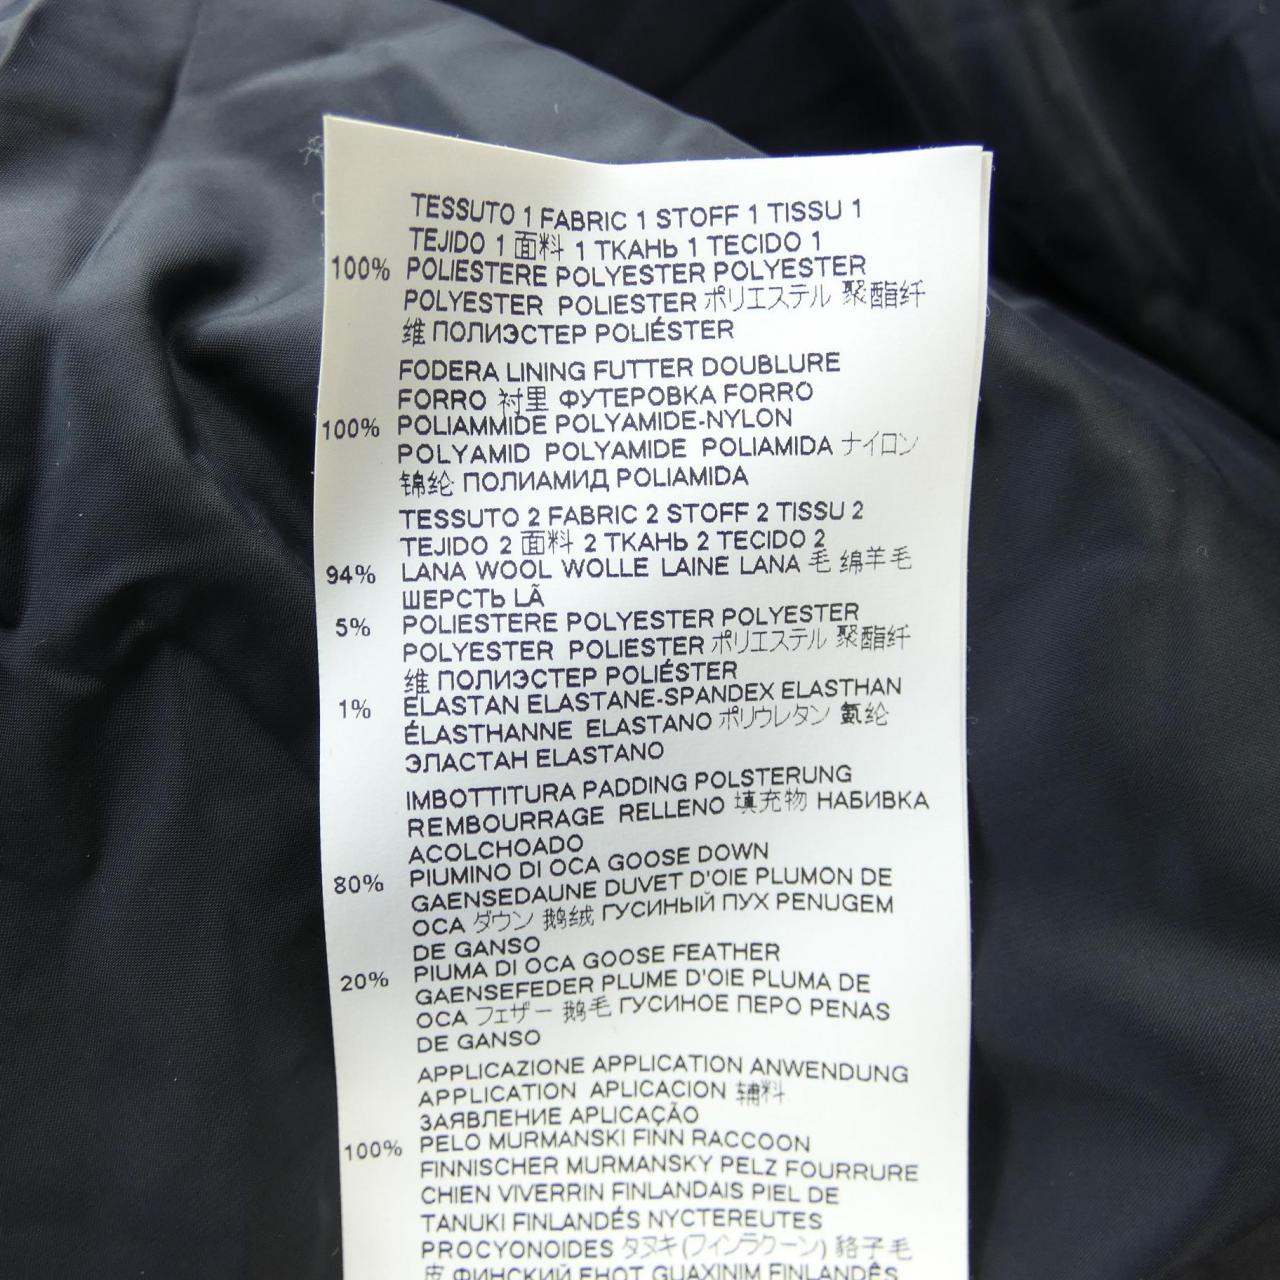 TESSUTO 1 FABRIC 1 STOFF 1 TISSU 1
TEJIDO 1 面料 1 ТКАНЬ 1 TECIDO 1
100% POLIESTERE POLYESTER POLYESTER
POLYESTER POLIESTER ポリエステル 聚酯纤
维 ПОЛИЭСТЕР POLIÉSTER
FODERA LINING FUTTER DOUBLURE
FORRO 衬里 ФУТЕРОВКА FORRO
100% POLIAMMIDE POLYAMIDE-NYLON
POLYAMID POLYAMIDE POLIAMIDA ナイロン
锦纶 ПОЛИАМИД POLIAMIDA
TESSUTO 2 FABRIC 2 STOFF 2 TISSU 2
TEJIDO 2 面料 2 ТКАНЬ 2 TECIDO 2
94% LANA WOOL WOLLE LAINE LANA 毛 绵羊毛
ШЕРСТЬ LÃ
5% POLIESTERE POLYESTER POLYESTER
POLYESTER POLIESTER ポリエステル 聚酯纤
维 ПОЛИЭСТЕР POLIÉSTER
1% ELASTAN ELASTANE-SPANDEX ELASTHAN
ÉLASTHANNE ELASTANO ポリウレタン 氨纶
ЭЛАСТАН ELASTANO
IMBOTTITURA PADDING POLSTERUNG
REMBOURRAGE RELLENO 填充物 НАБИВКА
ACOLCHOADO
80% PIUMINO DI OCA GOOSE DOWN
GAENSEDAUNE DUVET D'OIE PLUMON DE
OCA ダウン 鹅绒 ГУСИНЫЙ ПУХ PENUGEM
DE GANSO
20% PIUMA DI OCA GOOSE FEATHER
GAENSEFEDER PLUME D'OIE PLUMA DE
OCA フェザー 鹅毛 ГУСИНОЕ ПЕРО PENAS
DE GANSO
APPLICAZIONE APPLICATION ANWENDUNG
APPLICATION APLICACION 辅料
ЗАЯВЛЕНИЕ APLICAÇÃO
100% PELO MURMANSKI FINN RACCOON
FINNISCHER MURMANSKY PELZ FOURRURE
CHIEN VIVERRIN FINLANDAIS PIEL DE
TANUKI FINLANDÉS NYCTEREUTES
PROCYONOIDES タヌキ(フィンラクーン) 貉子毛
皮 ФИНСКИЙ ЕНОТ GUAXINIM FINLANDÊS